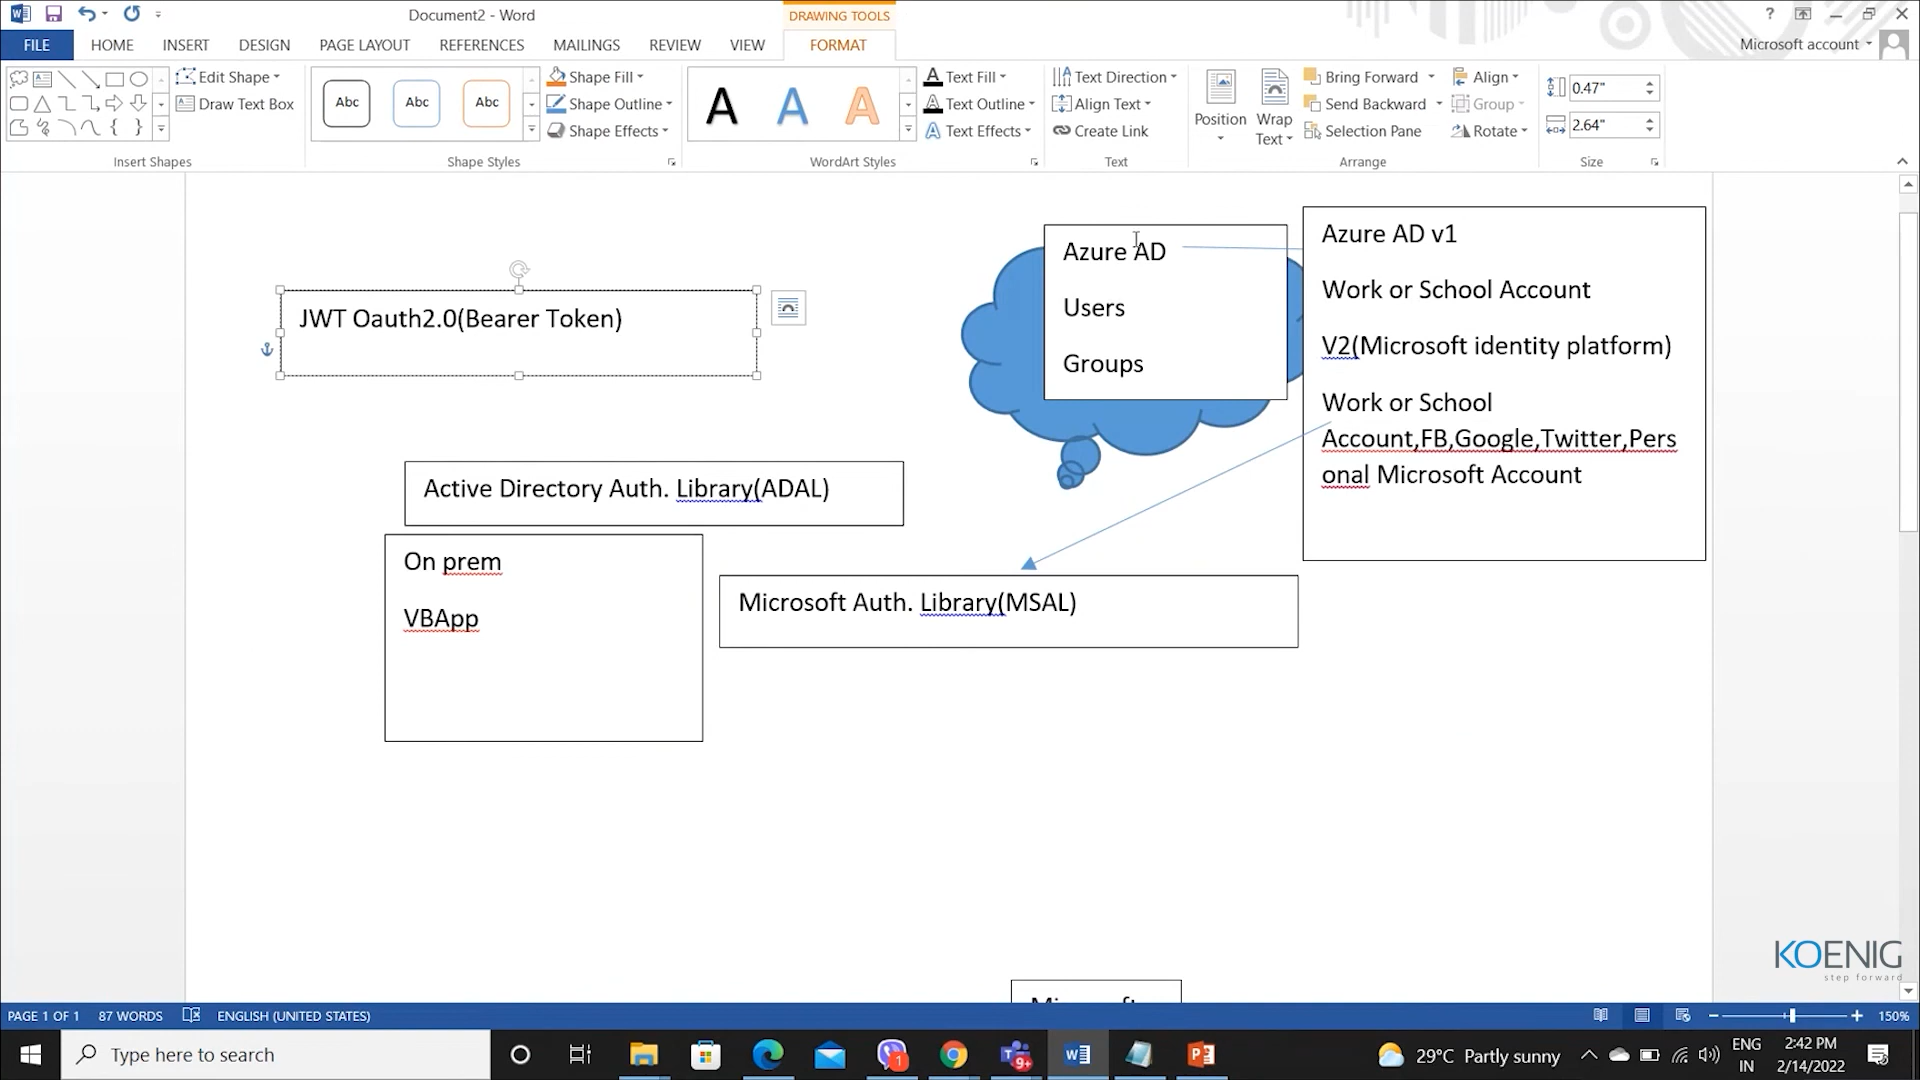 Document2 - Word
DRAWING TOOLS
?
FILE
HOME
INSERT
DESIGN
PAGE LAYOUT
REFERENCES
MAILINGS
REVIEW
VIEW
FORMAT
Microsoft account
Edit Shape
Draw Text Box
Insert Shapes
Abc
Abc
Abc
Shape Fill
Shape Outline
Shape Effects
Shape Styles
A
A
A
Text Fill
Text Outline
Text Effects
WordArt Styles
Text Direction
Align Text
Create Link
Text
Position
Wrap
Text
Bring Forward
Send Backward
Selection Pane
Align
Group
Rotate
Arrange
0.47"
2.64"
Size
JWT Oauth2.0(Bearer Token)
Azure AD
Users
Groups
Azure AD v1
Work or School Account
V2(Microsoft identity platform)
Work or School
Account,FB,Google,Twitter,Pers
onal Microsoft Account
Active Directory Auth. Library(ADAL)
On prem
VBApp
Microsoft Auth. Library(MSAL)
KOENIG
step forward
PAGE 1 OF 1
87 WORDS
ENGLISH (UNITED STATES)
150%
Type here to search
1
9+
29°C Partly sunny
ENG
IN
2:42 PM
2/14/2022